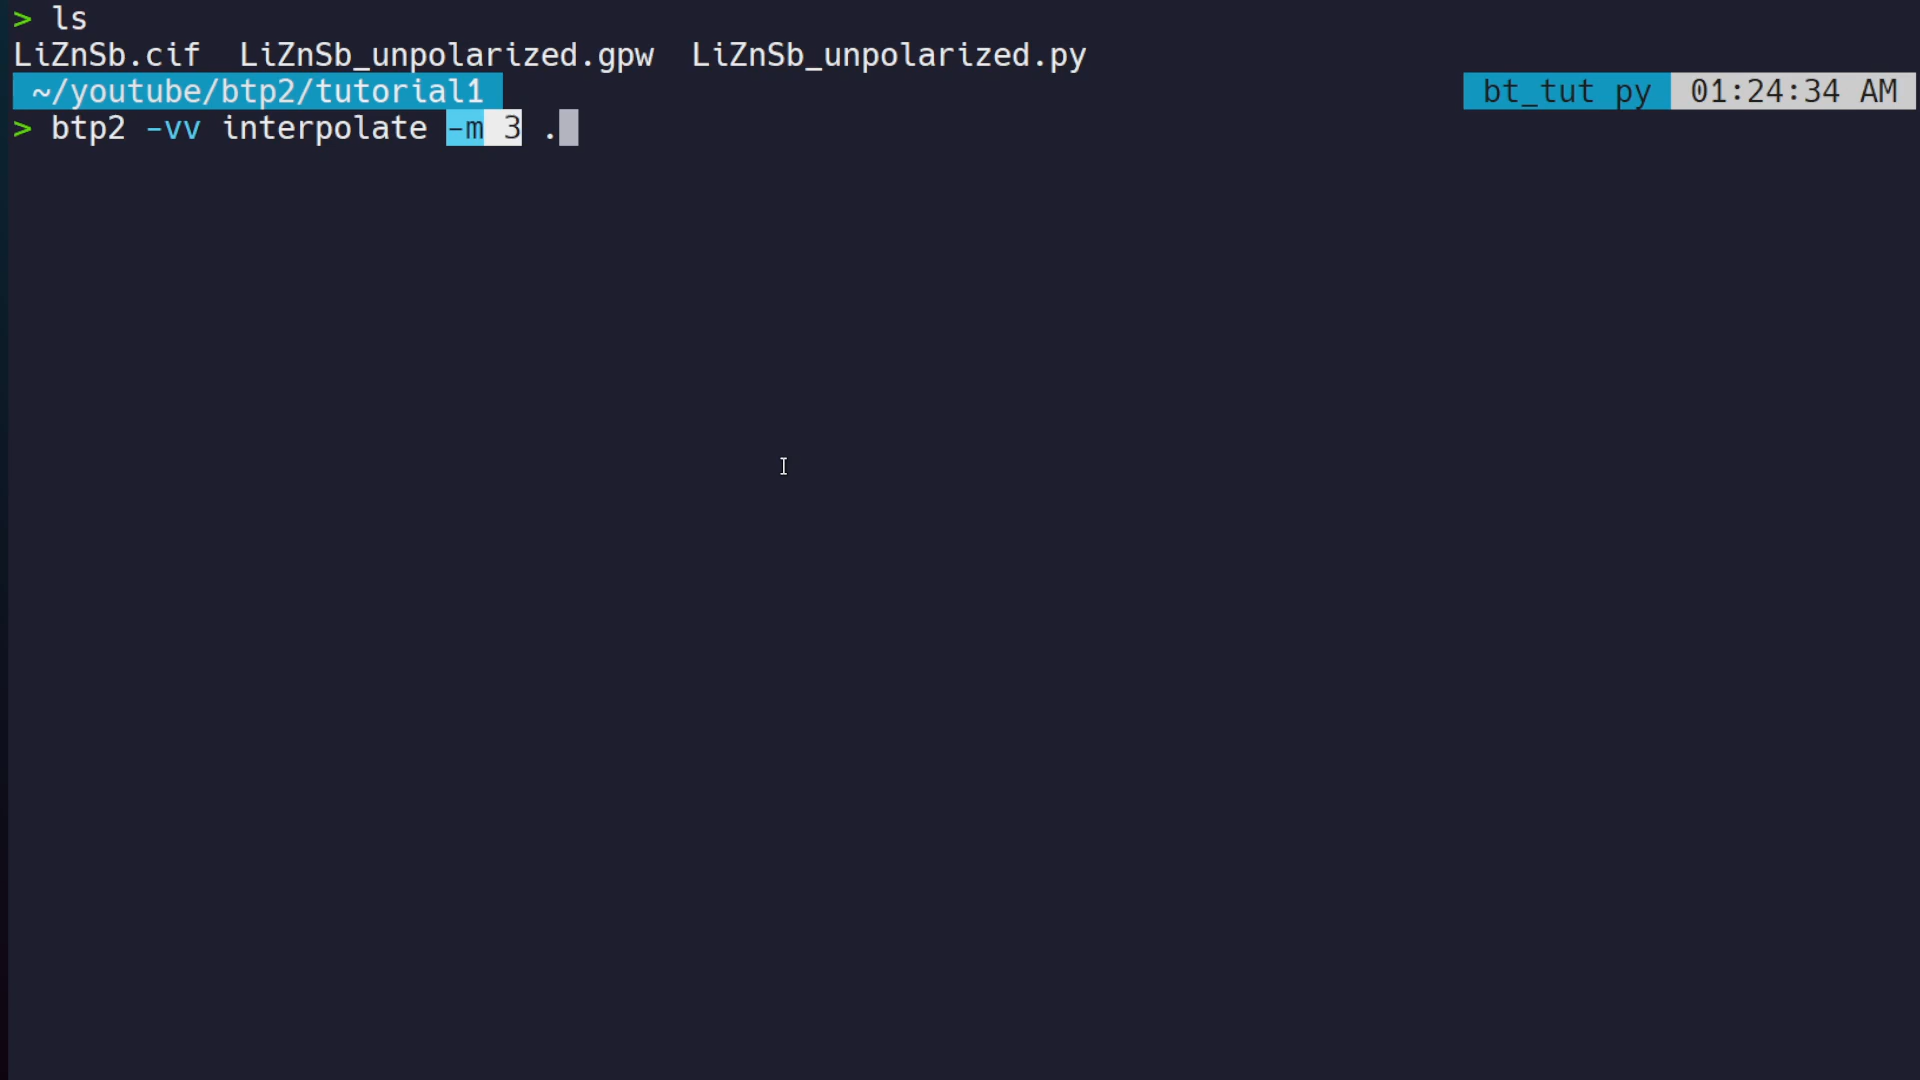 > ls
LiZnSb.cif  LiZnSb_unpolarized.gpw  LiZnSb_unpolarized.py
~/youtube/btp2/tutorial1 bt_tut py 01:24:34 AM
> btp2 -vv interpolate -m 3 .